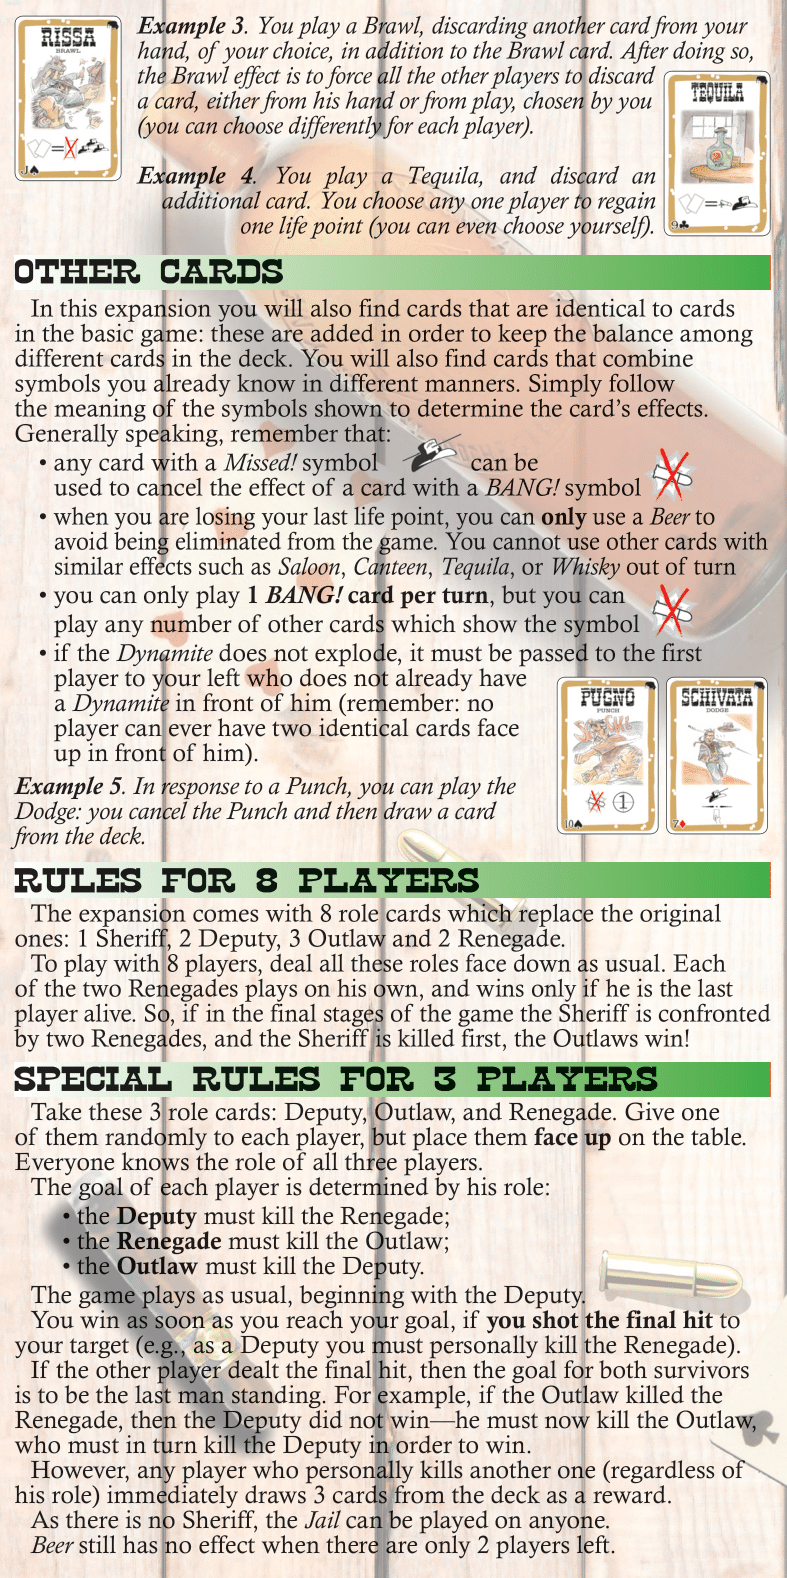 RISSA
BRAWL
=
J♠
Example 3. You play a Brawl, discarding another card from your
hand, of your choice, in addition to the Brawl card. After doing so,
the Brawl effect is to force all the other players to discard
a card, either from his hand or from play, chosen by you
(you can choose differently for each player).
TEQUILA
=
9♣
Example 4. You play a Tequila, and discard an
additional card. You choose any one player to regain
one life point (you can even choose yourself).
OTHER CARDS
In this expansion you will also find cards that are identical to cards
in the basic game: these are added in order to keep the balance among
different cards in the deck. You will also find cards that combine
symbols you already know in different manners. Simply follow
the meaning of the symbols shown to determine the card's effects.
Generally speaking, remember that:
• any card with a Missed! symbol can be
used to cancel the effect of a card with a BANG! symbol
• when you are losing your last life point, you can only use a Beer to
avoid being eliminated from the game. You cannot use other cards with
similar effects such as Saloon, Canteen, Tequila, or Whisky out of turn
• you can only play 1 BANG! card per turn, but you can
play any number of other cards which show the symbol
• if the Dynamite does not explode, it must be passed to the first
player to your left who does not already have
a Dynamite in front of him (remember: no
player can ever have two identical cards face
up in front of him).
PUGNO
PUNCH
1
10♠
SCHIVATA
DODGE
7♦
Example 5. In response to a Punch, you can play the
Dodge: you cancel the Punch and then draw a card
from the deck.
RULES FOR 8 PLAYERS
The expansion comes with 8 role cards which replace the original
ones: 1 Sheriff, 2 Deputy, 3 Outlaw and 2 Renegade.
To play with 8 players, deal all these roles face down as usual. Each
of the two Renegades plays on his own, and wins only if he is the last
player alive. So, if in the final stages of the game the Sheriff is confronted
by two Renegades, and the Sheriff is killed first, the Outlaws win!
SPECIAL RULES FOR 3 PLAYERS
Take these 3 role cards: Deputy, Outlaw, and Renegade. Give one
of them randomly to each player, but place them face up on the table.
Everyone knows the role of all three players.
The goal of each player is determined by his role:
• the Deputy must kill the Renegade;
• the Renegade must kill the Outlaw;
• the Outlaw must kill the Deputy.
The game plays as usual, beginning with the Deputy.
You win as soon as you reach your goal, if you shot the final hit to
your target (e.g., as a Deputy you must personally kill the Renegade).
If the other player dealt the final hit, then the goal for both survivors
is to be the last man standing. For example, if the Outlaw killed the
Renegade, then the Deputy did not win—he must now kill the Outlaw,
who must in turn kill the Deputy in order to win.
However, any player who personally kills another one (regardless of
his role) immediately draws 3 cards from the deck as a reward.
As there is no Sheriff, the Jail can be played on anyone.
Beer still has no effect when there are only 2 players left.